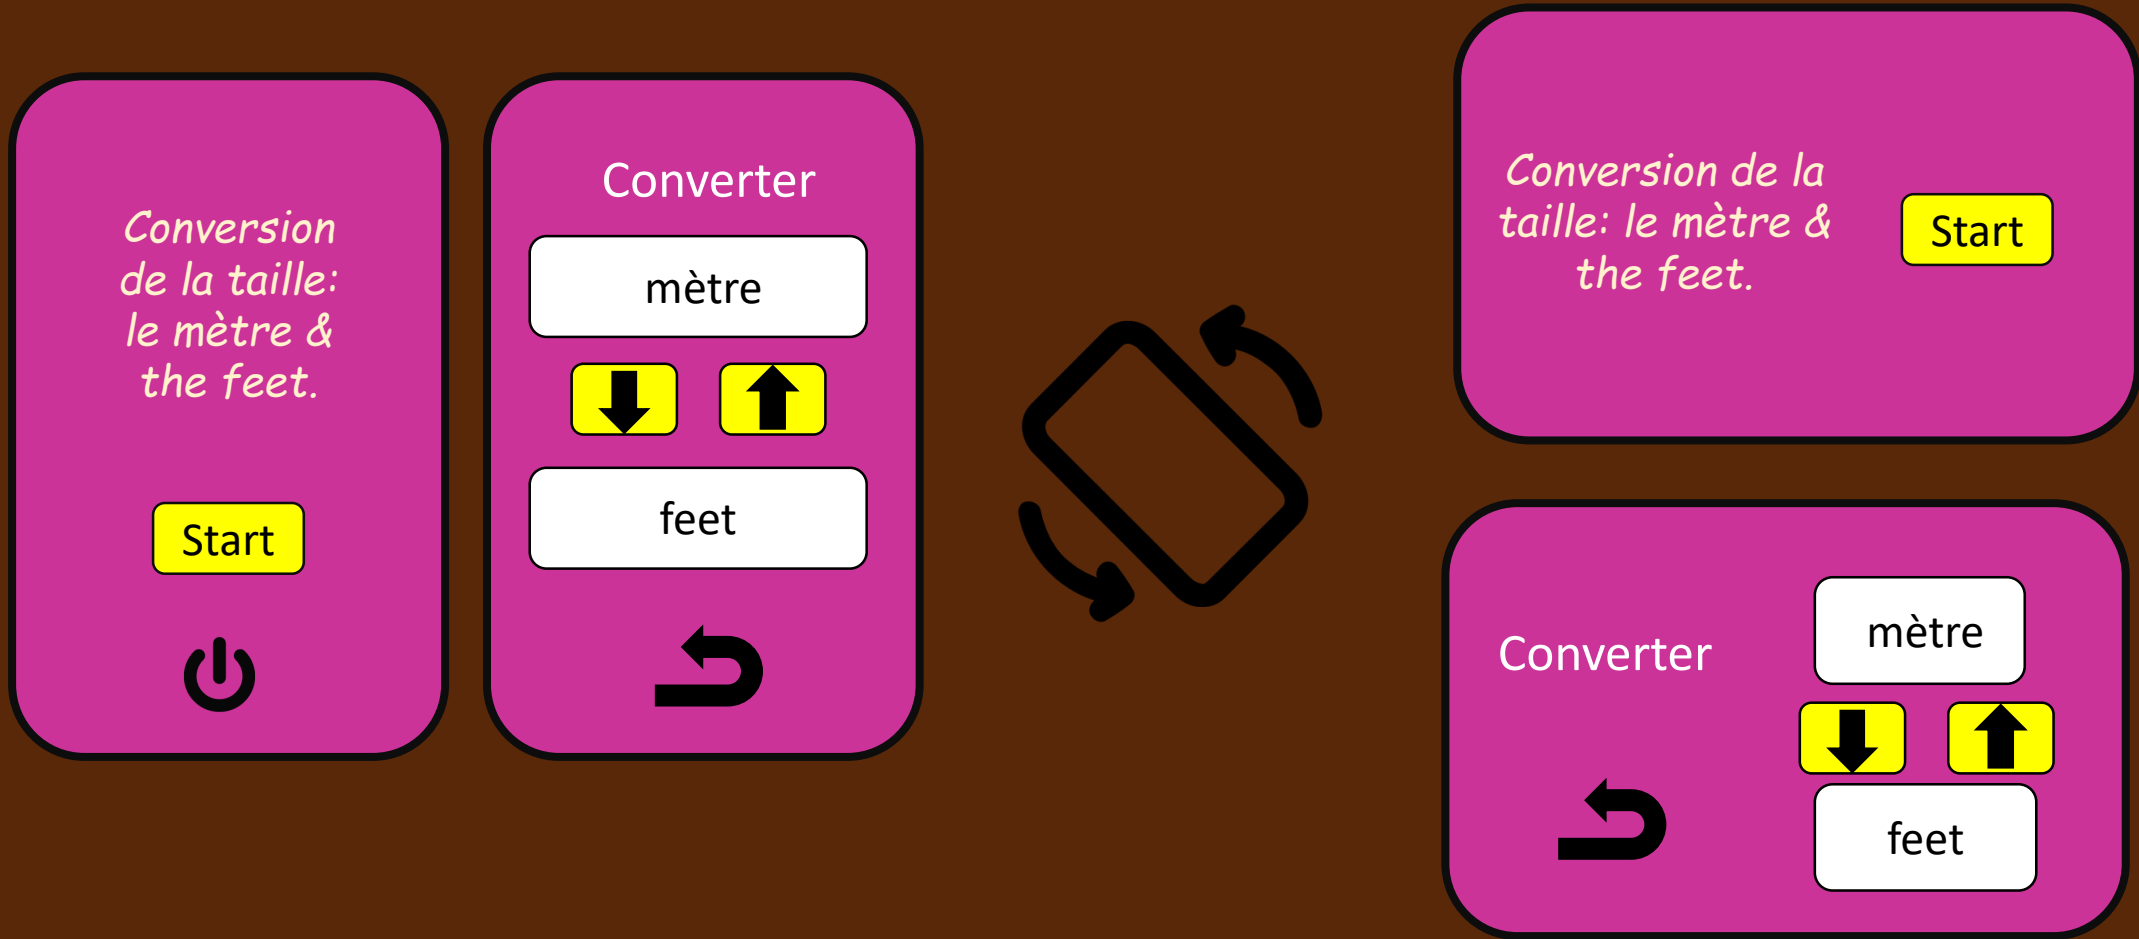 Conversion
de la taille:
le mètre &
the feet.
Start
Converter
mètre
feet
Conversion de la
taille: le mètre &
the feet.
Start
Converter
mètre
feet